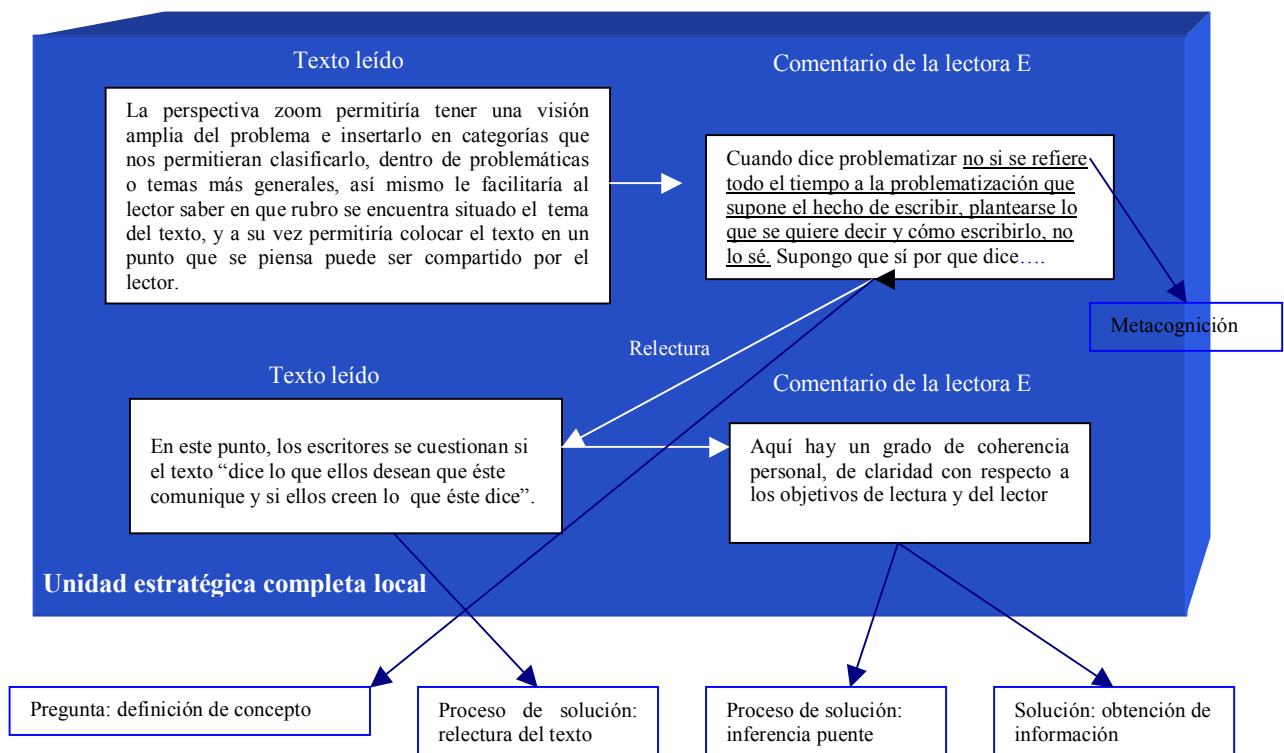 Texto leído
Comentario de la lectora E
La perspectiva zoom permitiría tener una visión
amplia del problema e insertarlo en categorías que
nos permitieran clasificarlo, dentro de problemáticas
o temas más generales, así mismo le facilitaría al
lector saber en que rubro se encuentra situado el tema
del texto, y a su vez permitiría colocar el texto en un
punto que se piensa puede ser compartido por el
lector.
Cuando dice problematizar no si se refiere
todo el tiempo a la problematización que
supone el hecho de escribir, plantearse lo
que se quiere decir y cómo escribirlo, no
lo sé. Supongo que sí por que dice….
Metacognición
Relectura
Texto leído
Comentario de la lectora E
En este punto, los escritores se cuestionan si
el texto “dice lo que ellos desean que éste
comunique y si ellos creen lo que éste dice”.
Aquí hay un grado de coherencia
personal, de claridad con respecto a
los objetivos de lectura y del lector
Unidad estratégica completa local
Pregunta: definición de concepto
Proceso de solución:
relectura del texto
Proceso de solución:
inferencia puente
Solución: obtención de
información